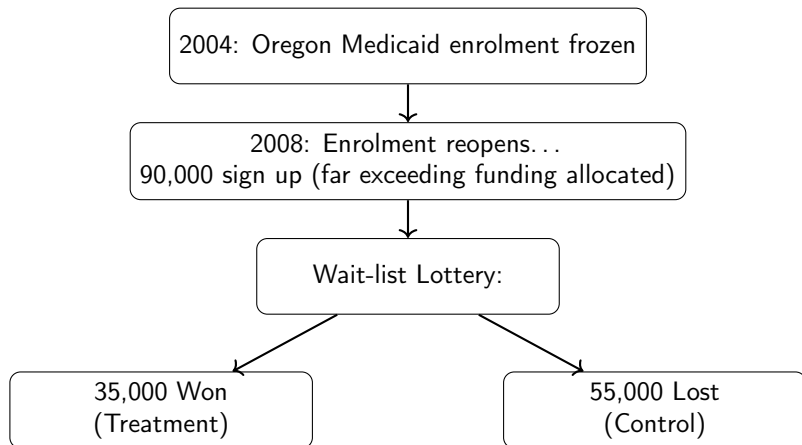 2004: Oregon Medicaid enrolment frozen
2008: Enrolment reopens...
90,000 sign up (far exceeding funding allocated)
Wait-list Lottery:
35,000 Won
(Treatment)
55,000 Lost
(Control)